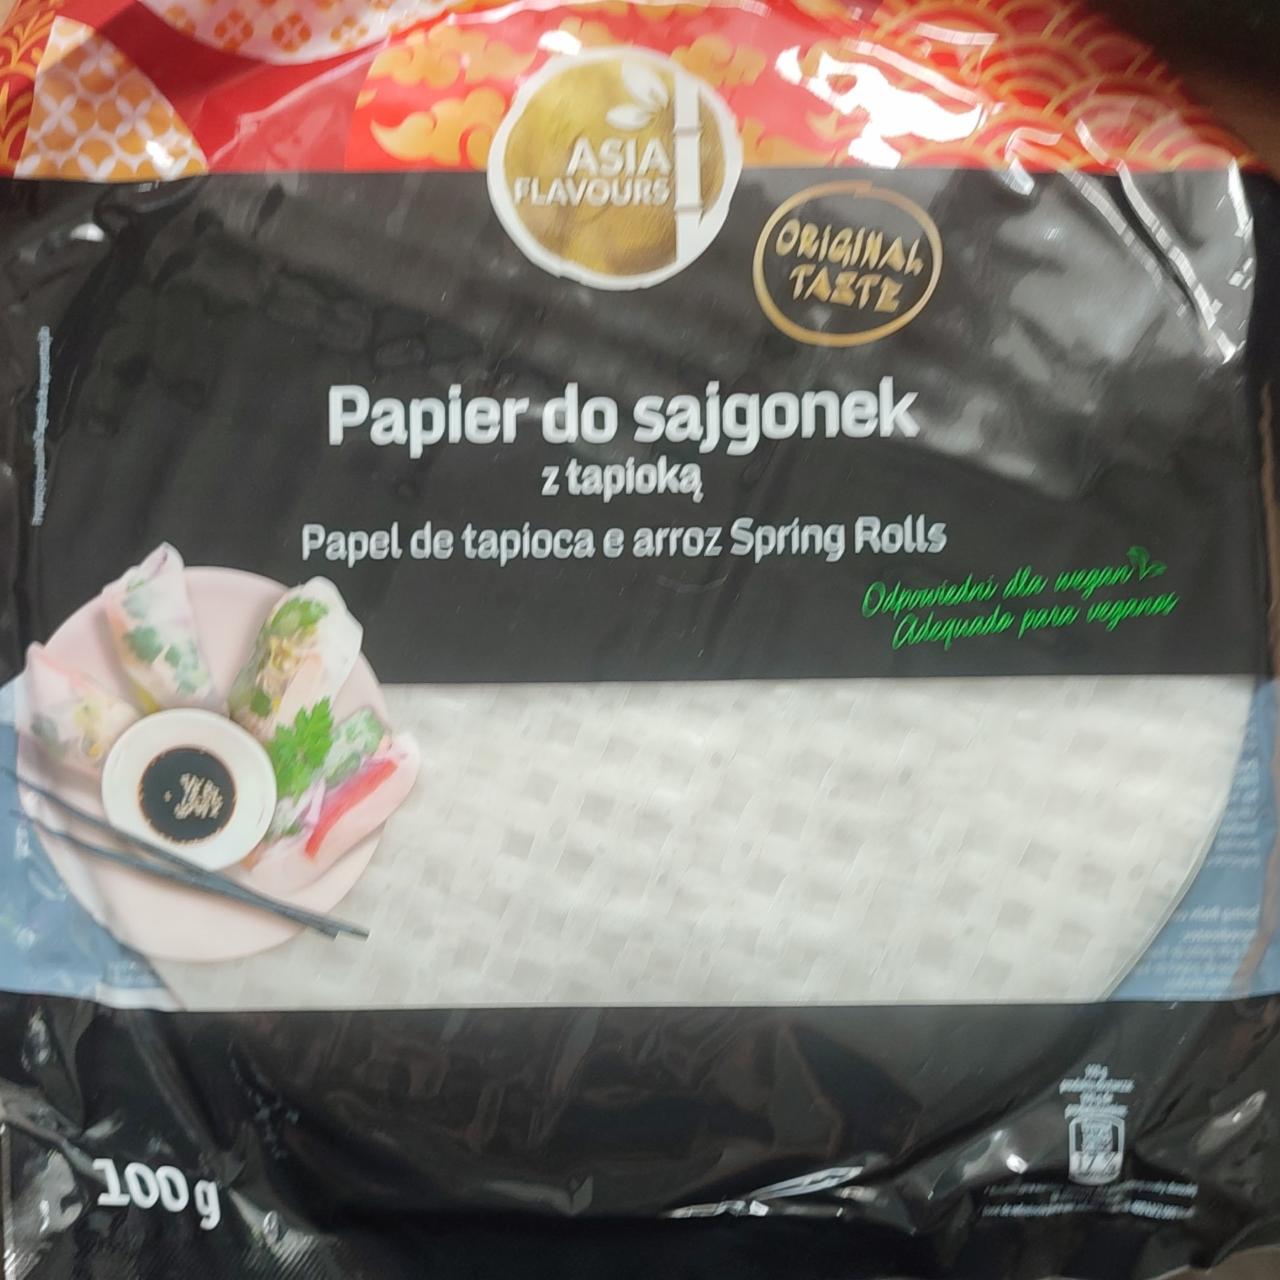 ASIA
FLAVOURS
ORIGINAL
TASTE
Papier do sajgonek
z tapioką
Papel de tapioca e arroz Spring Rolls
Odpowiedni dla wegan
Adequado para veganos
100 g